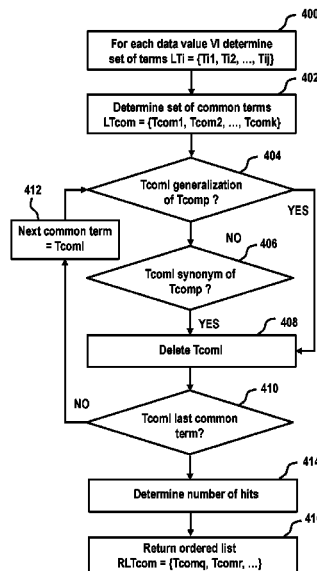 400
For each data value VI determine
set of terms LTi = {Ti1, Ti2, ..., Tij}
402
Determine set of common terms
LTcom = {Tcom1, Tcom2, ..., Tcomk}
404
412
Tcoml generalization
of Tcomp ?
YES
Next common term
= Tcoml
NO
406
Tcoml synonym of
Tcomp ?
YES
408
Delete Tcoml
410
NO
Tcoml last common
term?
414
Determine number of hits
416
Return ordered list
RLTcom = {Tcomq, Tcomr, ...}